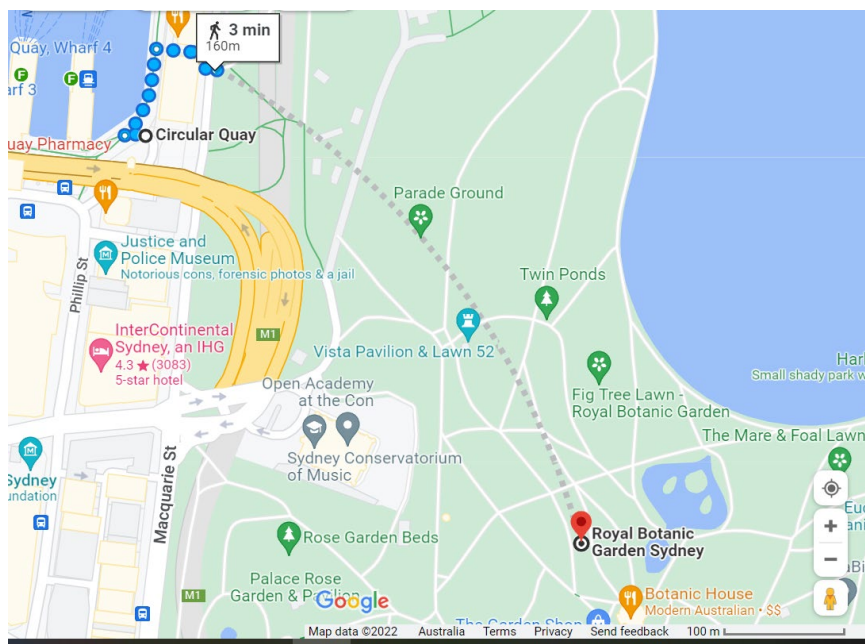 3 min
160m
Quay, Wharf 4
F
F
arf 3
Circular Quay
uay Pharmacy
Parade Ground
Justice and
Police Museum
Notorious cons, forensic photos & a jail
Phillip St
Twin Ponds
InterContinental
Sydney, an IHG
4.3 ★ (3083)
5-star hotel
M1
Vista Pavilion & Lawn 52
Harl
Small shady park w
Open Academy
at the Con
Fig Tree Lawn -
Royal Botanic Garden
The Mare & Foal Lawn
Sydney
undation
Macquarie St
Sydney Conservatorium
of Music
Rose Garden Beds
Royal Botanic
Garden Sydney
Palace Rose
Garden & Pavilion
M1
Google
Botanic House
Modern Australian • $$
The Garden Shop
Map data ©2022 Australia Terms Privacy Send feedback 100 m